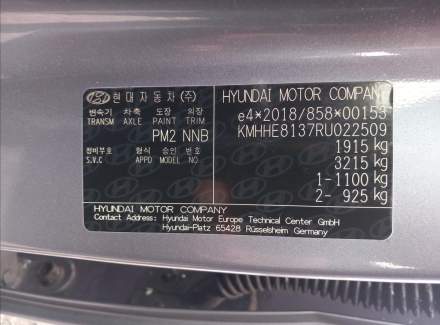 현대자동차(주)
변속기 차축 도장 의장
TRANSM AXLE PAINT TRIM
PM2 NNB
정비부호 형식 승인 번호
S.V.C APPD MODEL NO.
HYUNDAI MOTOR COMPANY
e4*2018/858*00153
KMHHE8137RU022509
1915 kg
3215 kg
1-1100 kg
2- 925 kg
HYUNDAI MOTOR COMPANY
Contact Address: Hyundai Motor Europe Technical Center GmbH
Hyundai-Platz 65428 Rüsselsheim Germany